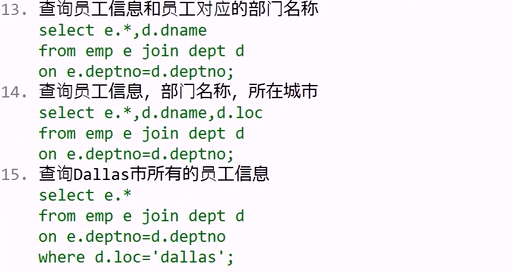 13. 查询员工信息和员工对应的部门名称
select e.*,d.dname
from emp e join dept d
on e.deptno=d.deptno;
14. 查询员工信息，部门名称，所在城市
select e.*,d.dname,d.loc
from emp e join dept d
on e.deptno=d.deptno;
15. 查询Dallas市所有的员工信息
select e.*
from emp e join dept d
on e.deptno=d.deptno
where d.loc='dallas';